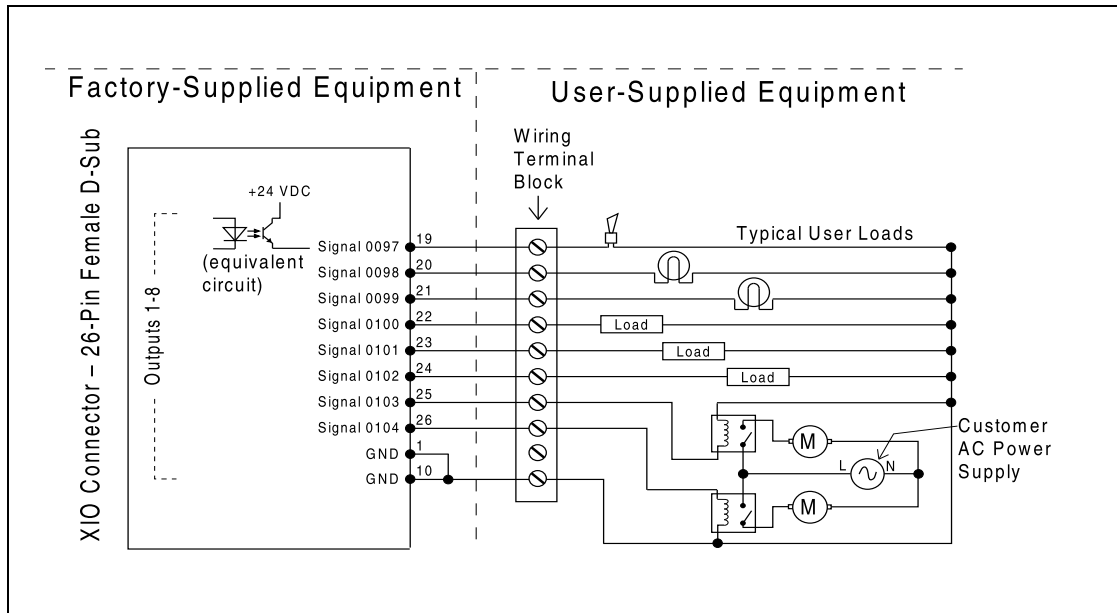 Factory-Supplied Equipment
User-Supplied Equipment
XIO Connector – 26-Pin Female D-Sub
Wiring
Terminal
Block
Outputs 1-8
+24 VDC
(equivalent
circuit)
Typical User Loads
Signal 0097 19
Signal 0098 20
Signal 0099 21
Signal 0100 22
Load
Signal 0101 23
Load
Signal 0102 24
Load
Signal 0103 25
Signal 0104 26
GND 1
GND 10
M
L
N
M
Customer
AC Power
Supply